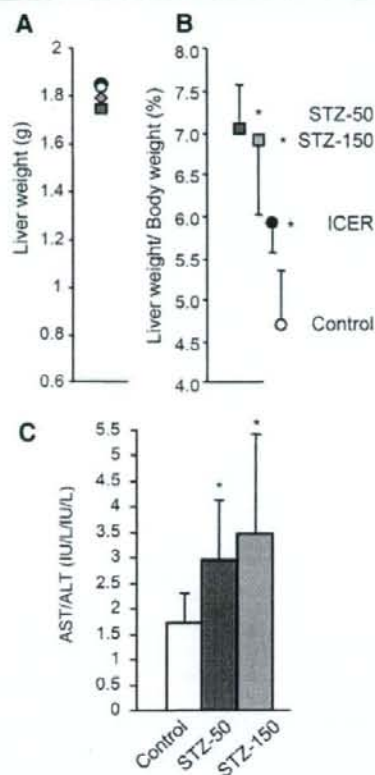 A
Liver weight (g)
2
1.8
1.6
1.4
1.2
1
0.8
0.6
B
Liver weight/ Body weight (%)
8.0
7.5
7.0
6.5
6.0
5.5
5.0
4.5
4.0
*
STZ-50
* STZ-150
* ICER
Control
C
AST/ALT (IU/L/IU/L)
5.5
5
4.5
4
3.5
3
2.5
2
1.5
1
0.5
0
*
*
Control
STZ-50
STZ-150